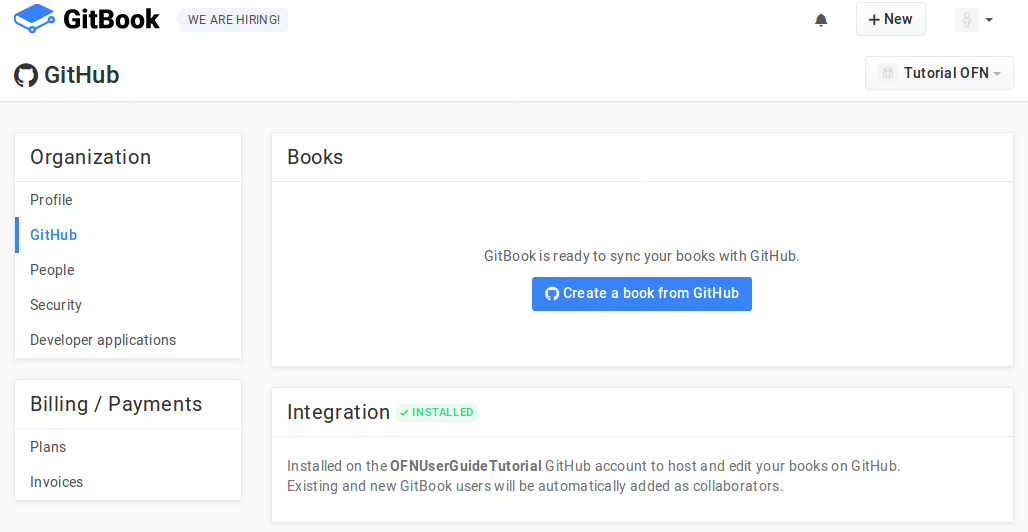 GitBook
WE ARE HIRING!
New
GitHub
Tutorial OFN
Organization
Profile
GitHub
People
Security
Developer applications
Billing / Payments
Plans
Invoices
Books
GitBook is ready to sync your books with GitHub.
Create a book from GitHub
Integration INSTALLED
Installed on the OFNUserGuideTutorial GitHub account to host and edit your books on GitHub.
Existing and new GitBook users will be automatically added as collaborators.